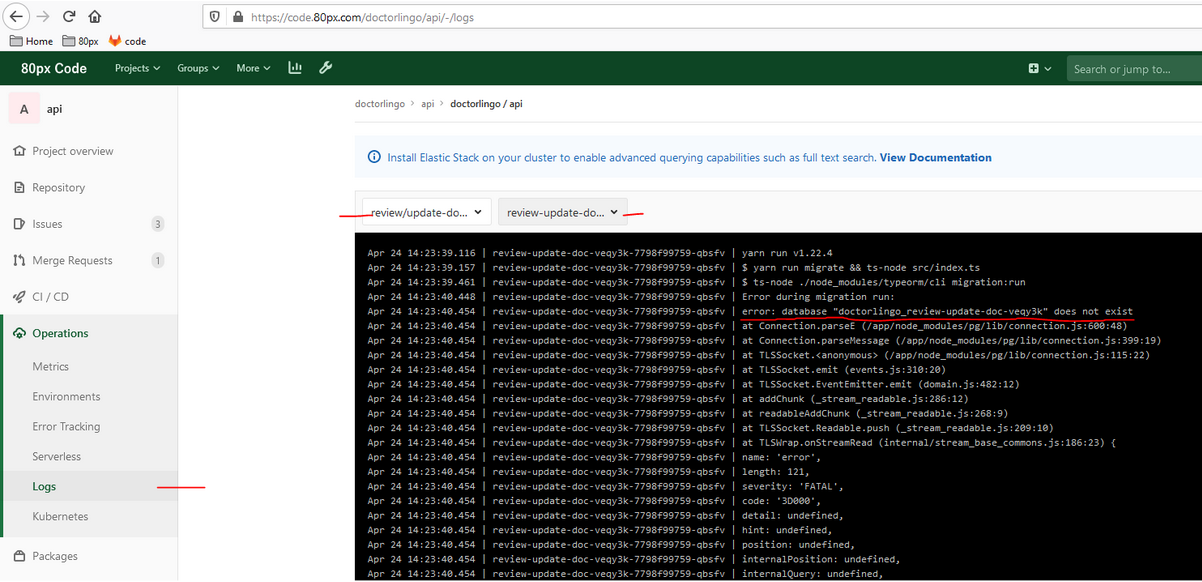 https://code.80px.com/doctorlingo/api/-/logs
Home 80px code
80px Code Projects Groups More Search or jump to...
A api
doctorlingo > api > doctorlingo / api
Project overview
Install Elastic Stack on your cluster to enable advanced querying capabilities such as full text search. View Documentation
Repository
review/update-do... review-update-do...
Issues 3
Merge Requests 1
CI / CD
Operations
Metrics
Environments
Error Tracking
Serverless
Logs
Kubernetes
Packages
Apr 24 14:23:39.116 | review-update-doc-veqy3k-7798f99759-qbsfv | yarn run v1.22.4
Apr 24 14:23:39.157 | review-update-doc-veqy3k-7798f99759-qbsfv | $ yarn run migrate && ts-node src/index.ts
Apr 24 14:23:39.461 | review-update-doc-veqy3k-7798f99759-qbsfv | $ ts-node ./node_modules/typeorm/cli migration:run
Apr 24 14:23:40.448 | review-update-doc-veqy3k-7798f99759-qbsfv | Error during migration run:
Apr 24 14:23:40.454 | review-update-doc-veqy3k-7798f99759-qbsfv | error: database "doctorlingo_review-update-doc-veqy3k" does not exist
Apr 24 14:23:40.454 | review-update-doc-veqy3k-7798f99759-qbsfv | at Connection.parseE (/app/node_modules/pg/lib/connection.js:600:48)
Apr 24 14:23:40.454 | review-update-doc-veqy3k-7798f99759-qbsfv | at Connection.parseMessage (/app/node_modules/pg/lib/connection.js:399:19)
Apr 24 14:23:40.454 | review-update-doc-veqy3k-7798f99759-qbsfv | at TLSSocket.<anonymous> (/app/node_modules/pg/lib/connection.js:115:22)
Apr 24 14:23:40.454 | review-update-doc-veqy3k-7798f99759-qbsfv | at TLSSocket.emit (events.js:310:20)
Apr 24 14:23:40.454 | review-update-doc-veqy3k-7798f99759-qbsfv | at TLSSocket.EventEmitter.emit (domain.js:482:12)
Apr 24 14:23:40.454 | review-update-doc-veqy3k-7798f99759-qbsfv | at addChunk (_stream_readable.js:286:12)
Apr 24 14:23:40.454 | review-update-doc-veqy3k-7798f99759-qbsfv | at readableAddChunk (_stream_readable.js:268:9)
Apr 24 14:23:40.454 | review-update-doc-veqy3k-7798f99759-qbsfv | at TLSSocket.Readable.push (_stream_readable.js:209:10)
Apr 24 14:23:40.454 | review-update-doc-veqy3k-7798f99759-qbsfv | at TLSWrap.onStreamRead (internal/stream_base_commons.js:186:23) {
Apr 24 14:23:40.454 | review-update-doc-veqy3k-7798f99759-qbsfv | name: 'error',
Apr 24 14:23:40.454 | review-update-doc-veqy3k-7798f99759-qbsfv | length: 121,
Apr 24 14:23:40.454 | review-update-doc-veqy3k-7798f99759-qbsfv | severity: 'FATAL',
Apr 24 14:23:40.454 | review-update-doc-veqy3k-7798f99759-qbsfv | code: '3D000',
Apr 24 14:23:40.454 | review-update-doc-veqy3k-7798f99759-qbsfv | detail: undefined,
Apr 24 14:23:40.454 | review-update-doc-veqy3k-7798f99759-qbsfv | hint: undefined,
Apr 24 14:23:40.454 | review-update-doc-veqy3k-7798f99759-qbsfv | position: undefined,
Apr 24 14:23:40.454 | review-update-doc-veqy3k-7798f99759-qbsfv | internalPosition: undefined,
Apr 24 14:23:40.454 | review-update-doc-veqy3k-7798f99759-qbsfv | internalQuery: undefined,